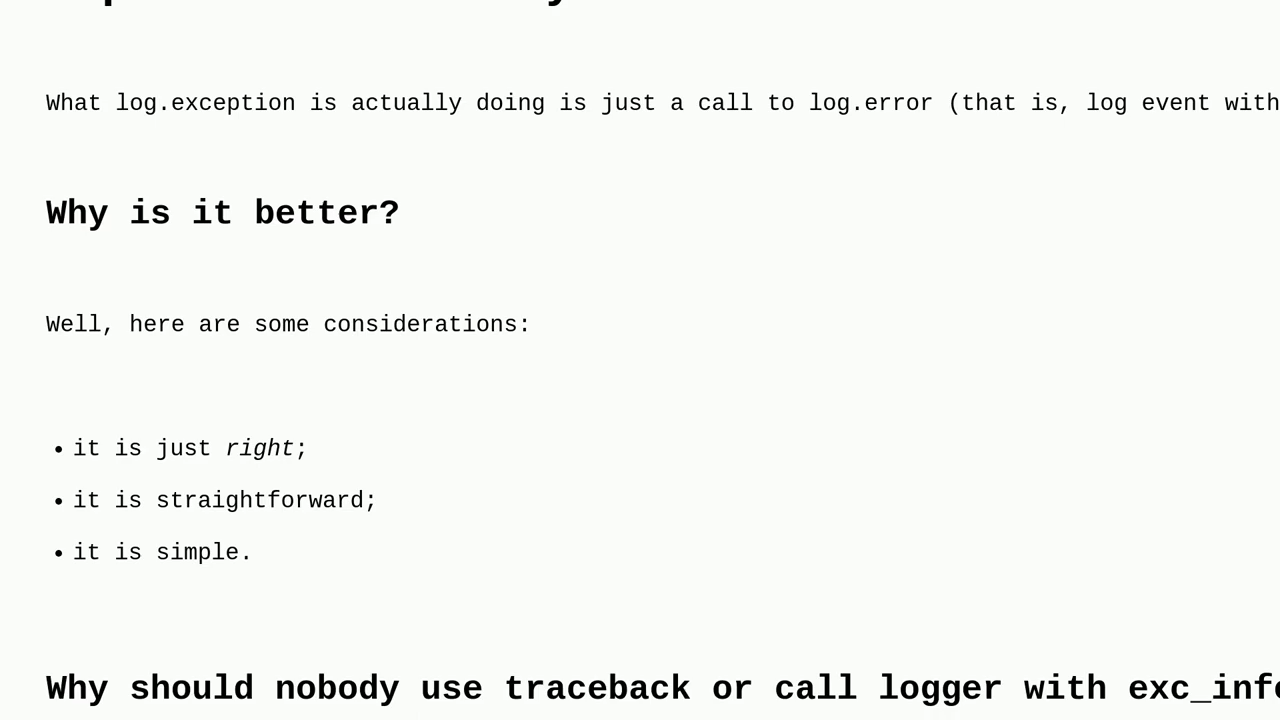 What log.exception is actually doing is just a call to log.error (that is, log event with
Why is it better?
Well, here are some considerations:
• it is just right;
• it is straightforward;
• it is simple.
Why should nobody use traceback or call logger with exc_info